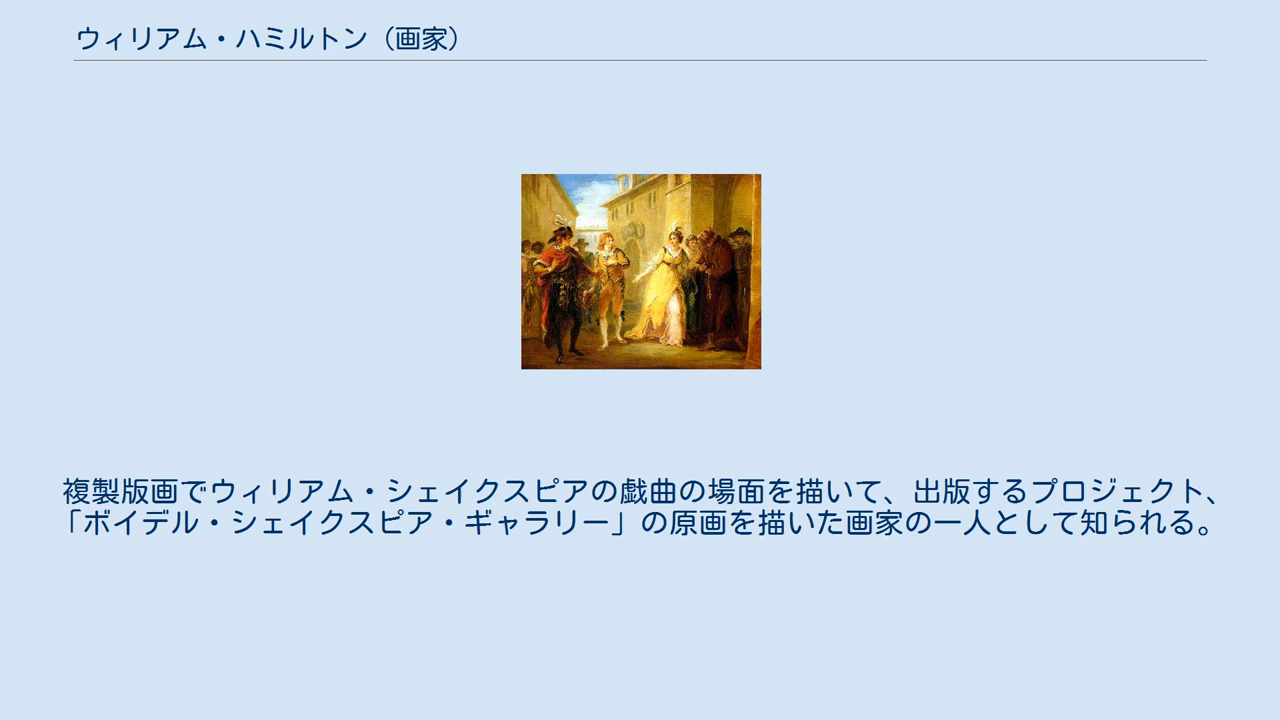 ウィリアム・ハミルトン（画家）
複製版画でウィリアム・シェイクスピアの戯曲の場面を描いて、出版するプロジェクト、
「ボイデル・シェイクスピア・ギャラリー」の原画を描いた画家の一人として知られる。